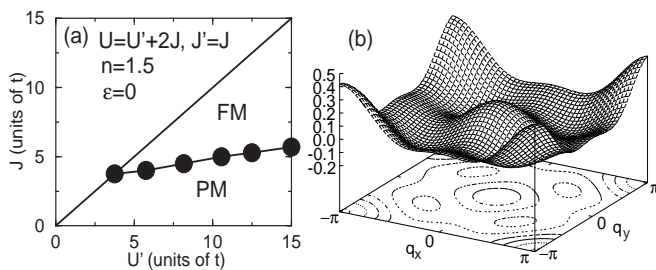 (a)
U=U'+2J, J'=J
n=1.5
ε=0
FM
PM
J (units of t)
15
10
5
0
0
5
10
15
U' (units of t)
(b)
0.5
0.4
0.3
0.2
0.1
0.0
-0.1
-0.2
−π
0
π
q_x
−π
0
π
q_y